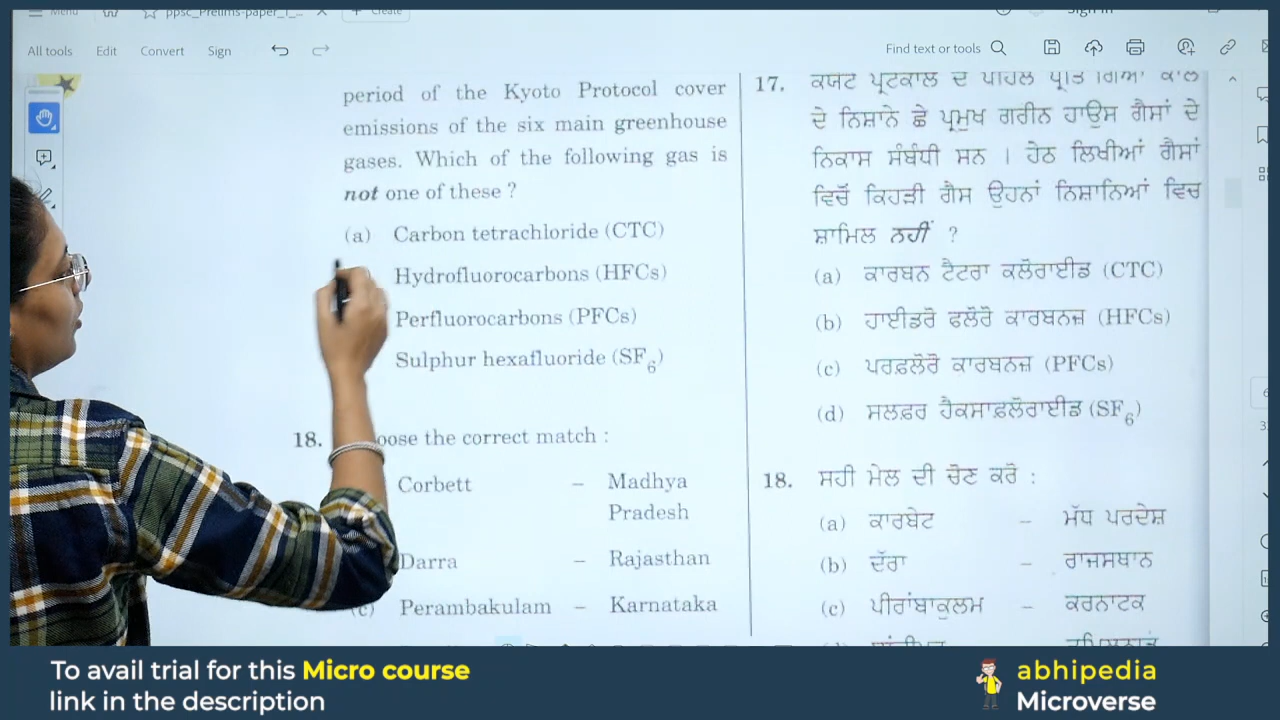 Menu
ppsc_Prelims-paper_1_...
Create
Sign in
All tools Edit Convert Sign
Find text or tools
period of the Kyoto Protocol cover
emissions of the six main greenhouse
gases. Which of the following gas is
not one of these ?
(a) Carbon tetrachloride (CTC)
Hydrofluorocarbons (HFCs)
Perfluorocarbons (PFCs)
Sulphur hexafluoride (SF6)
18. oose the correct match :
Corbett – Madhya
Pradesh
Darra – Rajasthan
(c) Perambakulam – Karnataka
17. ਕਯੋਟੋ ਪ੍ਰੋਟੋਕਾਲ ਦੇ ਪਹਿਲੇ
ਦੇ ਨਿਸ਼ਾਨੇ ਛੇ ਪ੍ਰਮੁਖ ਗਰੀਨ ਹਾਊਸ ਗੈਸਾਂ ਦੇ
ਨਿਕਾਸ ਸੰਬੰਧੀ ਸਨ । ਹੇਠ ਲਿਖੀਆਂ ਗੈਸਾਂ
ਵਿਚੋਂ ਕਿਹੜੀ ਗੈਸ ਉਹਨਾਂ ਨਿਸ਼ਾਨਿਆਂ ਵਿਚ
ਸ਼ਾਮਿਲ ਨਹੀਂ ?
(a) ਕਾਰਬਨ ਟੈਟਰਾ ਕਲੋਰਾਈਡ (CTC)
(b) ਹਾਈਡਰੋ ਫਲੋਰੋ ਕਾਰਬਨਜ਼ (HFCs)
(c) ਪਰਫ਼ਲੋਰੋ ਕਾਰਬਨਜ਼ (PFCs)
(d) ਸਲਫ਼ਰ ਹੈਕਸਾਫ਼ਲੋਰਾਈਡ (SF6)
18. ਸਹੀ ਮੇਲ ਦੀ ਚੋਣ ਕਰੋ :
(a) ਕਾਰਬੇਟ – ਮੱਧ ਪਰਦੇਸ਼
(b) ਦੱਰਾ – ਰਾਜਸਥਾਨ
(c) ਪੀਰਾਂਬਾਕੁਲਮ – ਕਰਨਾਟਕ
To avail trial for this Micro course
link in the description
abhipedia
Microverse